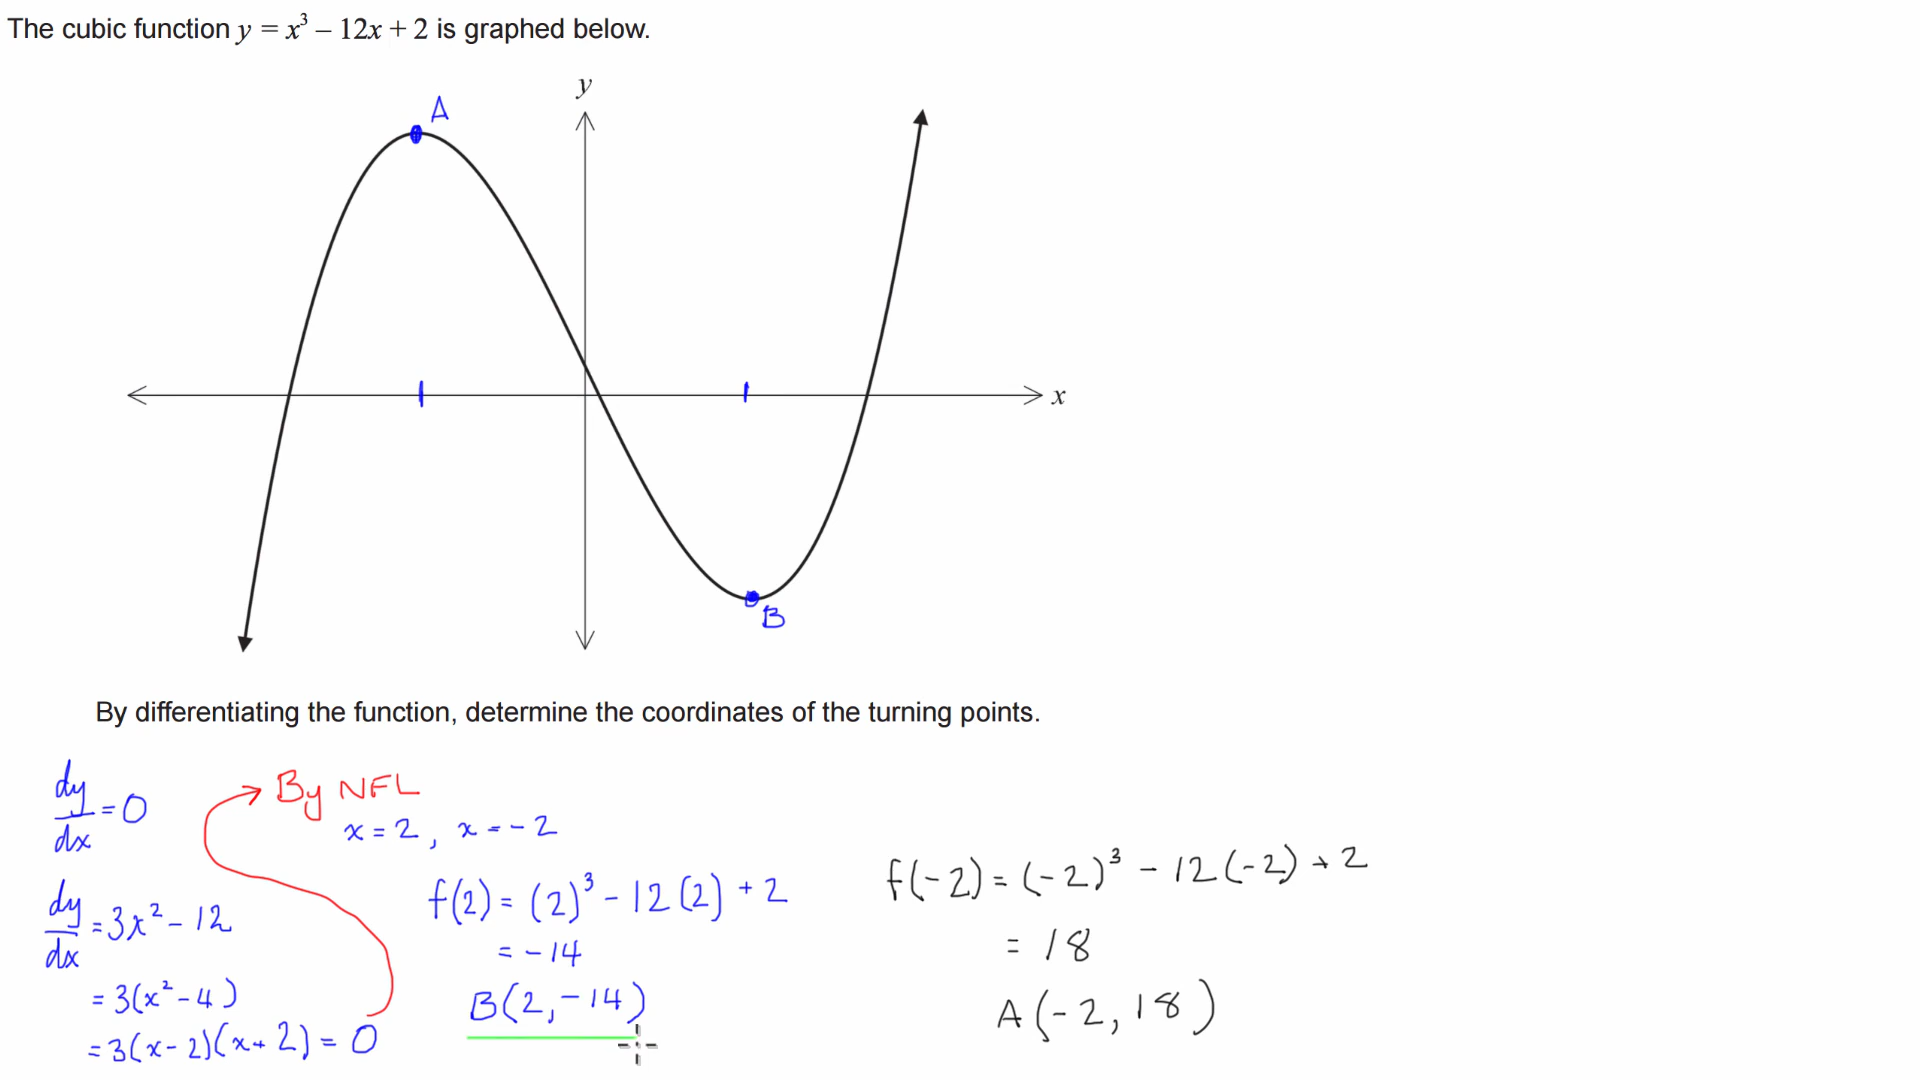 The cubic function y = x³ – 12x + 2 is graphed below.
y
A
x
B
By differentiating the function, determine the coordinates of the turning points.
dy/dx = 0
dy/dx = 3x² - 12
= 3(x² - 4)
= 3(x - 2)(x + 2) = 0
By NFL
x = 2, x = -2
f(2) = (2)³ - 12(2) + 2
= -14
B(2, -14)
f(-2) = (-2)³ - 12(-2) + 2
= 18
A(-2, 18)